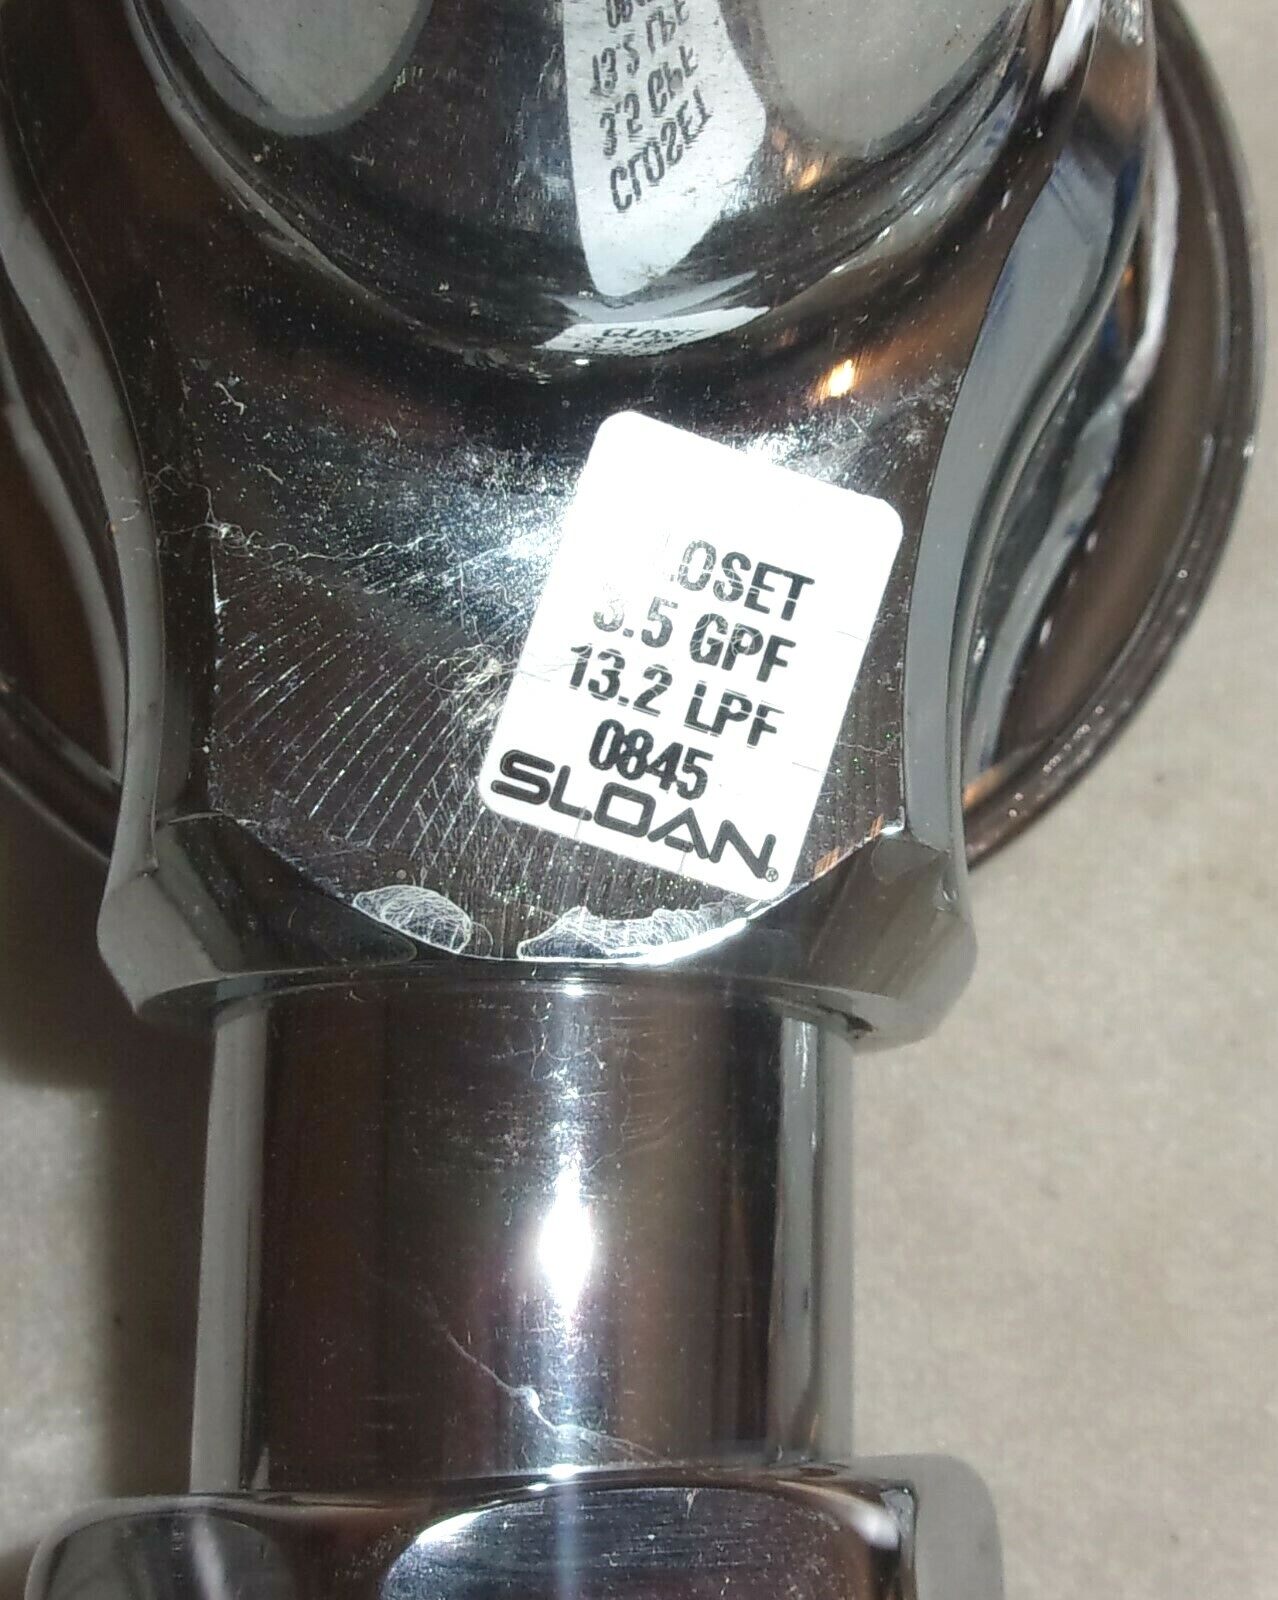 CLOSET
3.5 GPF
13.2 LPF
0845
SLOAN®